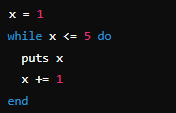 x = 1
while x <= 5 do
  puts x
  x += 1
end